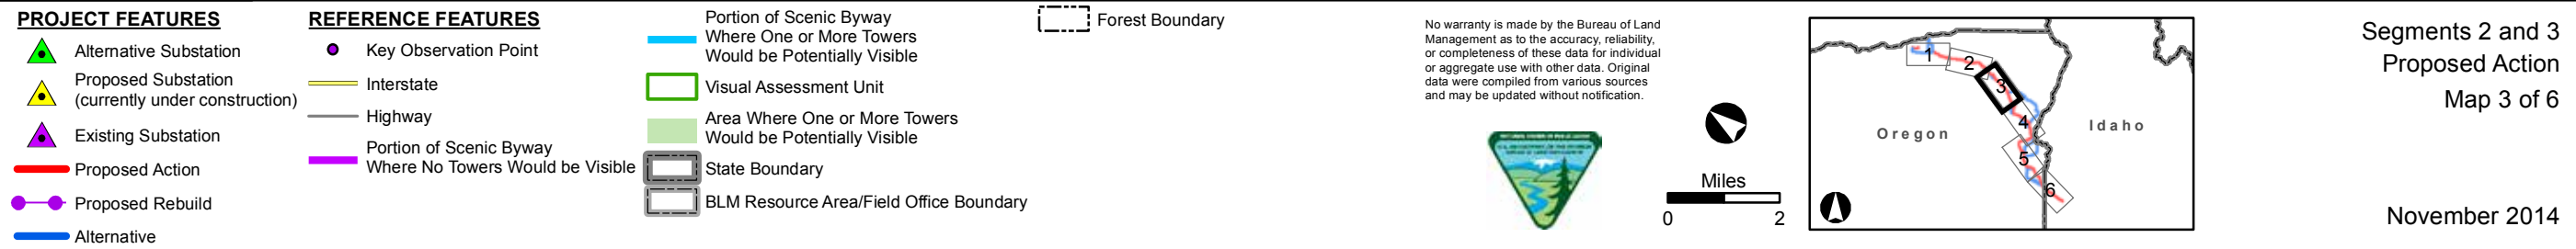 PROJECT FEATURES
Alternative Substation
Proposed Substation
(currently under construction)
Existing Substation
Proposed Action
Proposed Rebuild
Alternative
REFERENCE FEATURES
Key Observation Point
Interstate
Highway
Portion of Scenic Byway
Where No Towers Would be Visible
Portion of Scenic Byway
Where One or More Towers
Would be Potentially Visible
Visual Assessment Unit
Area Where One or More Towers
Would be Potentially Visible
State Boundary
BLM Resource Area/Field Office Boundary
Forest Boundary
No warranty is made by the Bureau of Land
Management as to the accuracy, reliability,
or completeness of these data for individual
or aggregate use with other data. Original
data were compiled from various sources
and may be updated without notification.
Miles
0 2
1
2
3
4
5
6
Oregon
Idaho
Segments 2 and 3
Proposed Action
Map 3 of 6
November 2014